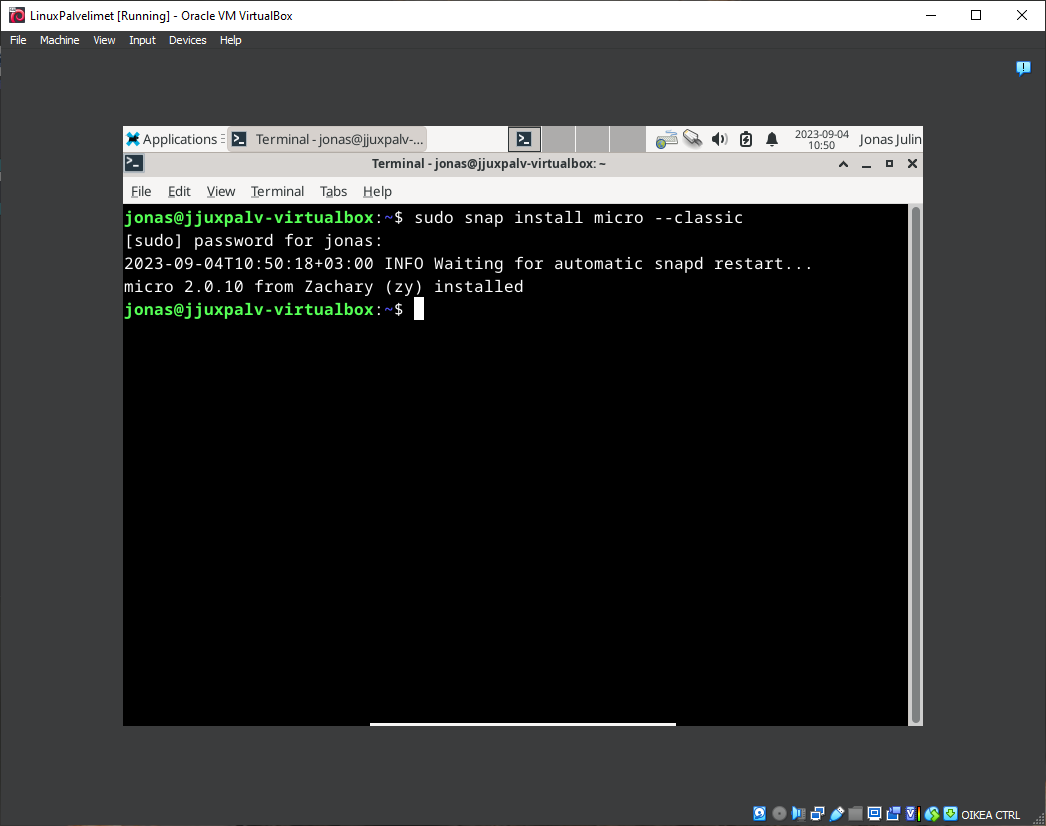 LinuxPalvelimet [Running] - Oracle VM VirtualBox
File Machine View Input Devices Help
Applications Terminal - jonas@jjuxpalv-... 2023-09-04 10:50 Jonas Julin
Terminal - jonas@jjuxpalv-virtualbox: ~
File Edit View Terminal Tabs Help
jonas@jjuxpalv-virtualbox:~$ sudo snap install micro --classic
[sudo] password for jonas:
2023-09-04T10:50:18+03:00 INFO Waiting for automatic snapd restart...
micro 2.0.10 from Zachary (zy) installed
jonas@jjuxpalv-virtualbox:~$
OIKEA CTRL